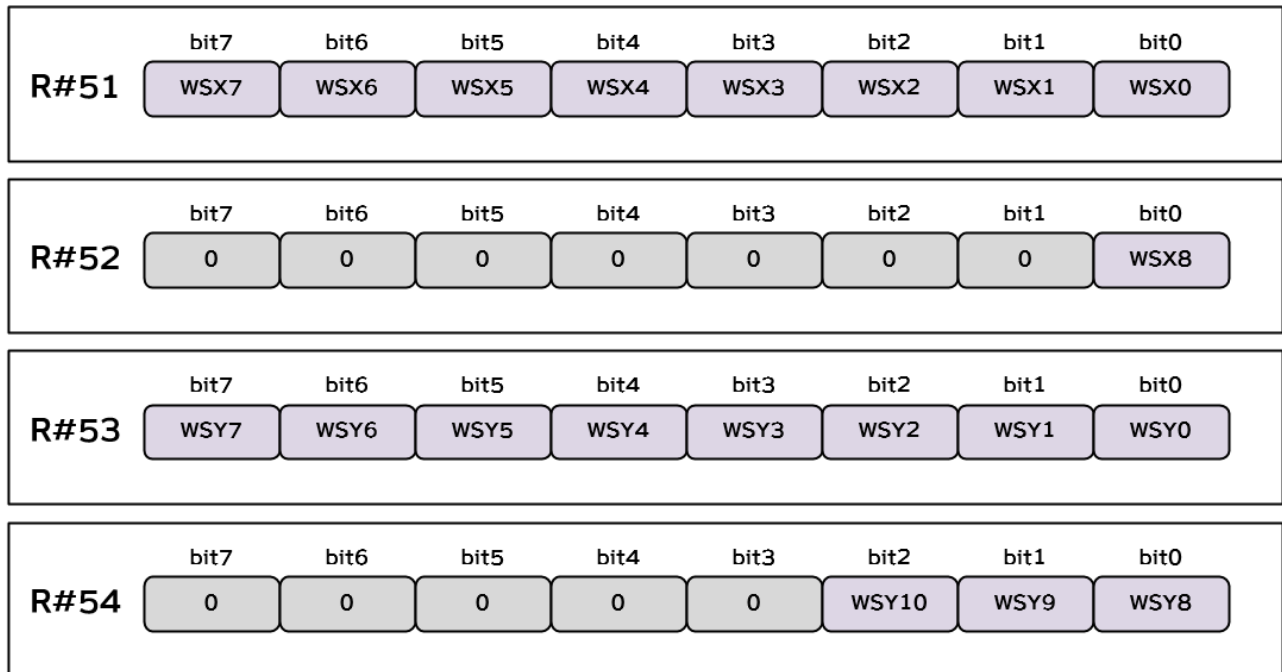 bit7 bit6 bit5 bit4 bit3 bit2 bit1 bit0
R#51 WSX7 WSX6 WSX5 WSX4 WSX3 WSX2 WSX1 WSX0
bit7 bit6 bit5 bit4 bit3 bit2 bit1 bit0
R#52 0 0 0 0 0 0 0 WSX8
bit7 bit6 bit5 bit4 bit3 bit2 bit1 bit0
R#53 WSY7 WSY6 WSY5 WSY4 WSY3 WSY2 WSY1 WSY0
bit7 bit6 bit5 bit4 bit3 bit2 bit1 bit0
R#54 0 0 0 0 0 WSY10 WSY9 WSY8